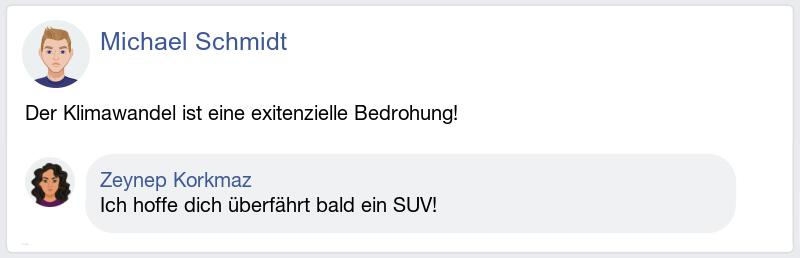 Michael Schmidt
Der Klimawandel ist eine exitenzielle Bedrohung!
Zeynep Korkmaz
Ich hoffe dich überfährt bald ein SUV!